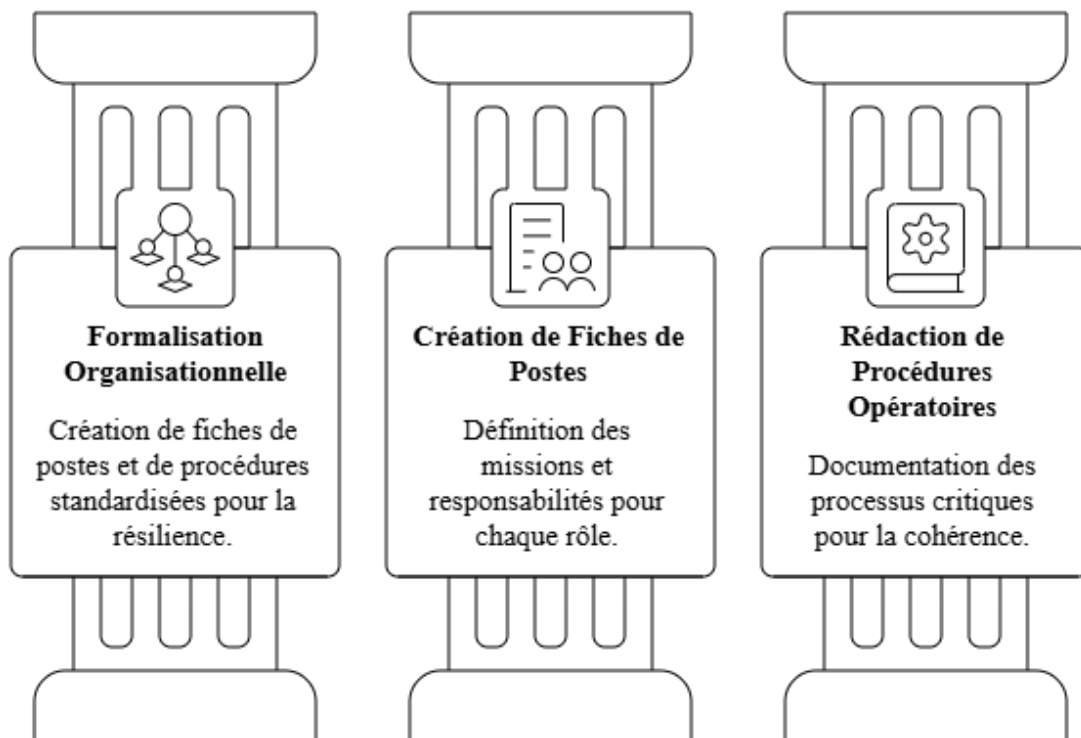 Formalisation
Organisationnelle
Création de fiches de
postes et de procédures
standardisées pour la
résilience.
Création de Fiches de
Postes
Définition des
missions et
responsabilités pour
chaque rôle.
Rédaction de
Procédures
Opératoires
Documentation des
processus critiques
pour la cohérence.